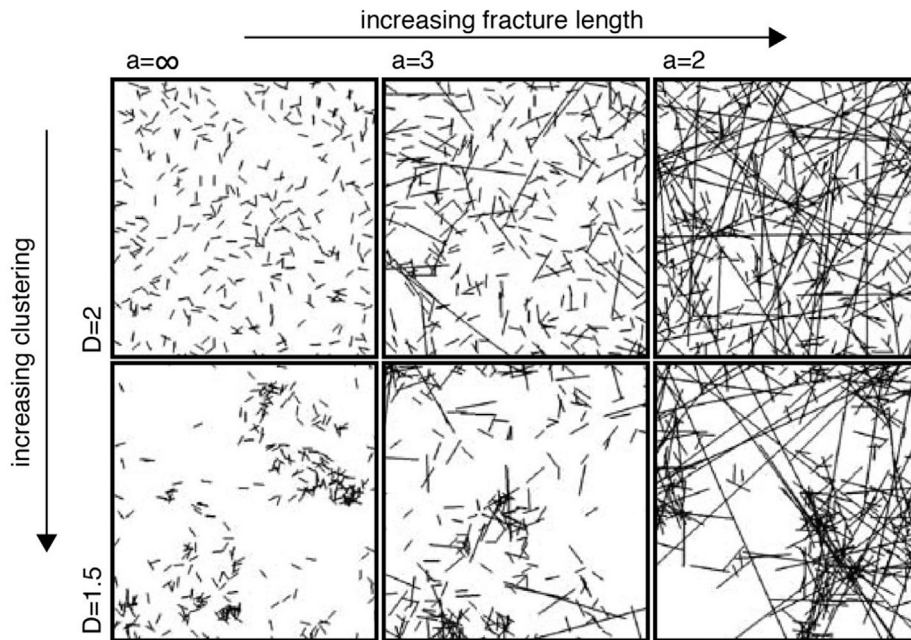 increasing fracture length
a=∞
a=3
a=2
increasing clustering
D=2
D=1.5